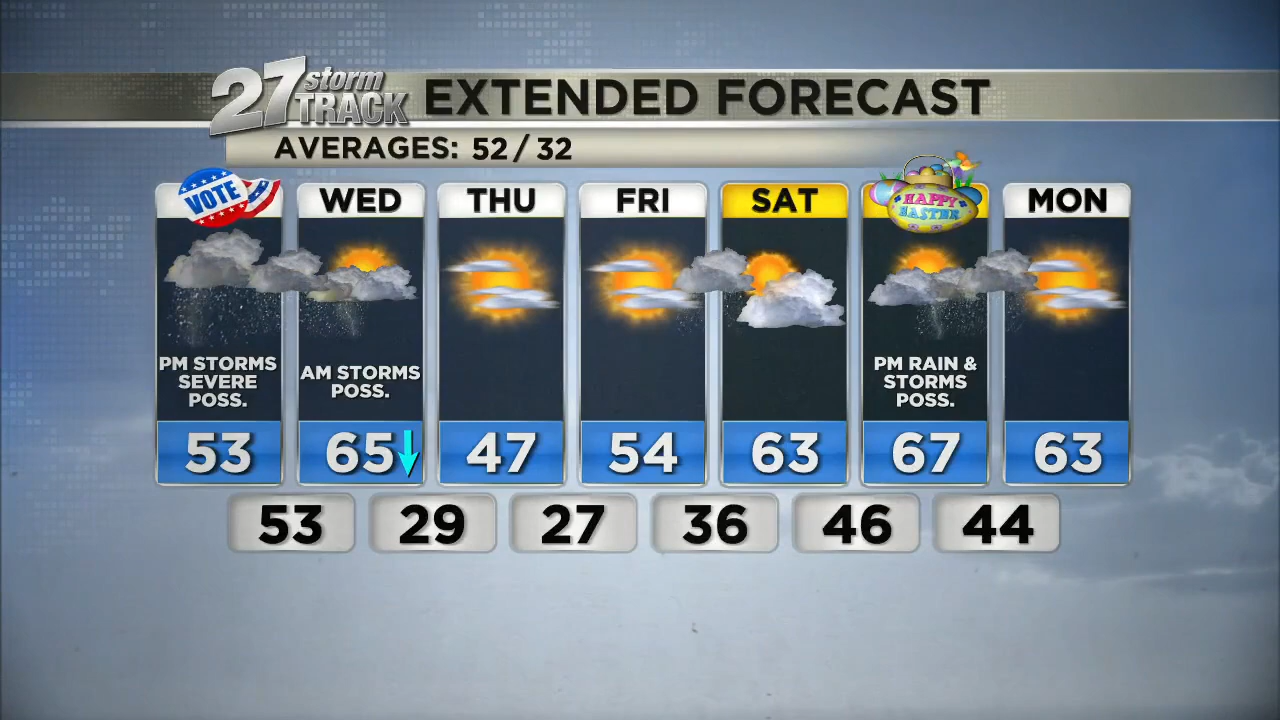 27 storm TRACK EXTENDED FORECAST
AVERAGES: 52 / 32
VOTE WED THU FRI SAT HAPPY EASTER MON
PM STORMS
SEVERE
POSS.
AM STORMS
POSS.
PM RAIN &
STORMS
POSS.
53 65 47 54 63 67 63
53 29 27 36 46 44